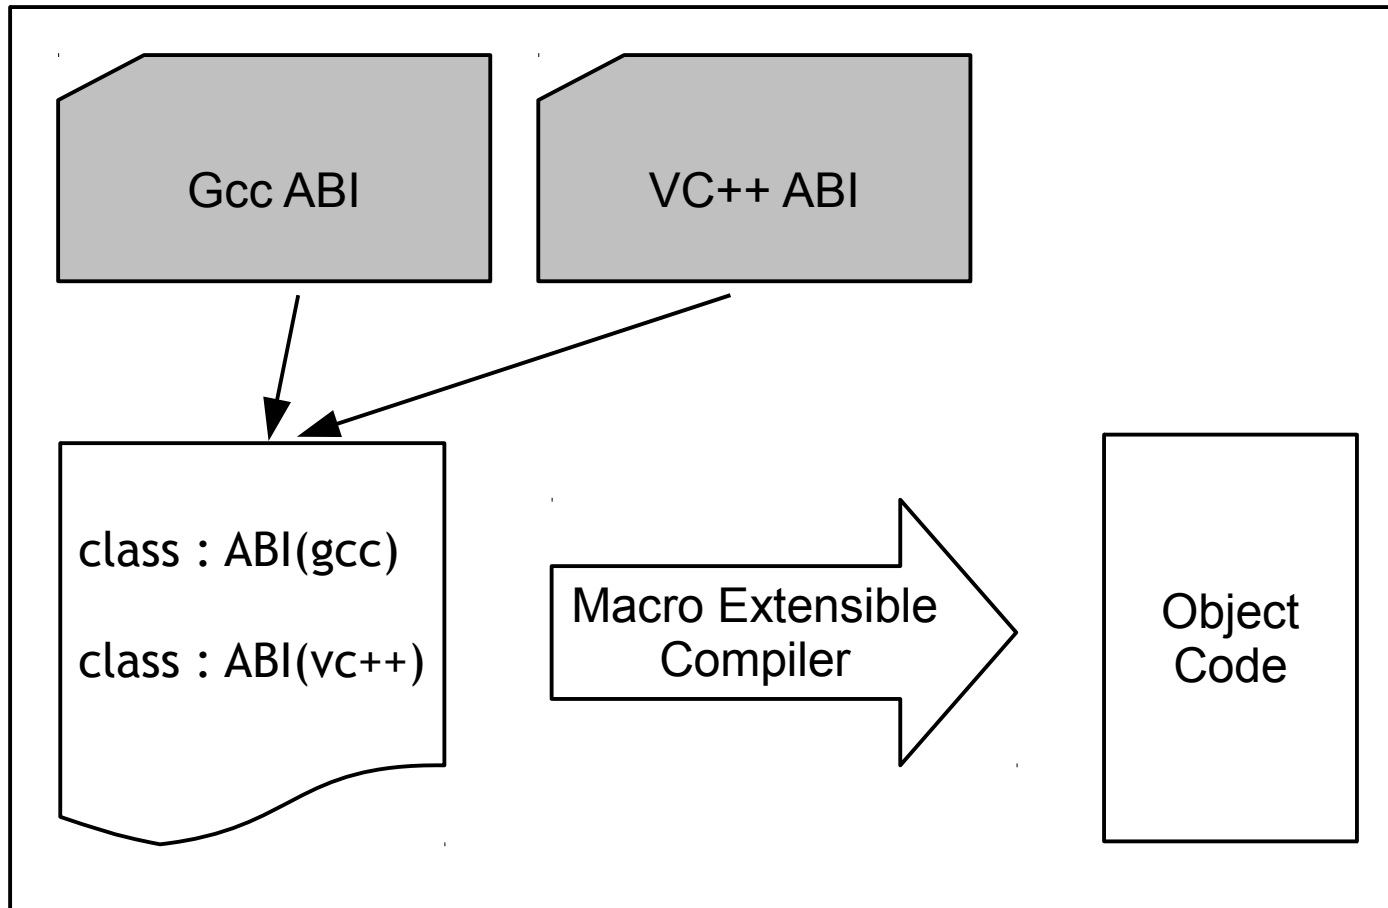 Gcc ABI
VC++ ABI
class : ABI(gcc)
class : ABI(vc++)
Macro Extensible
Compiler
Object
Code